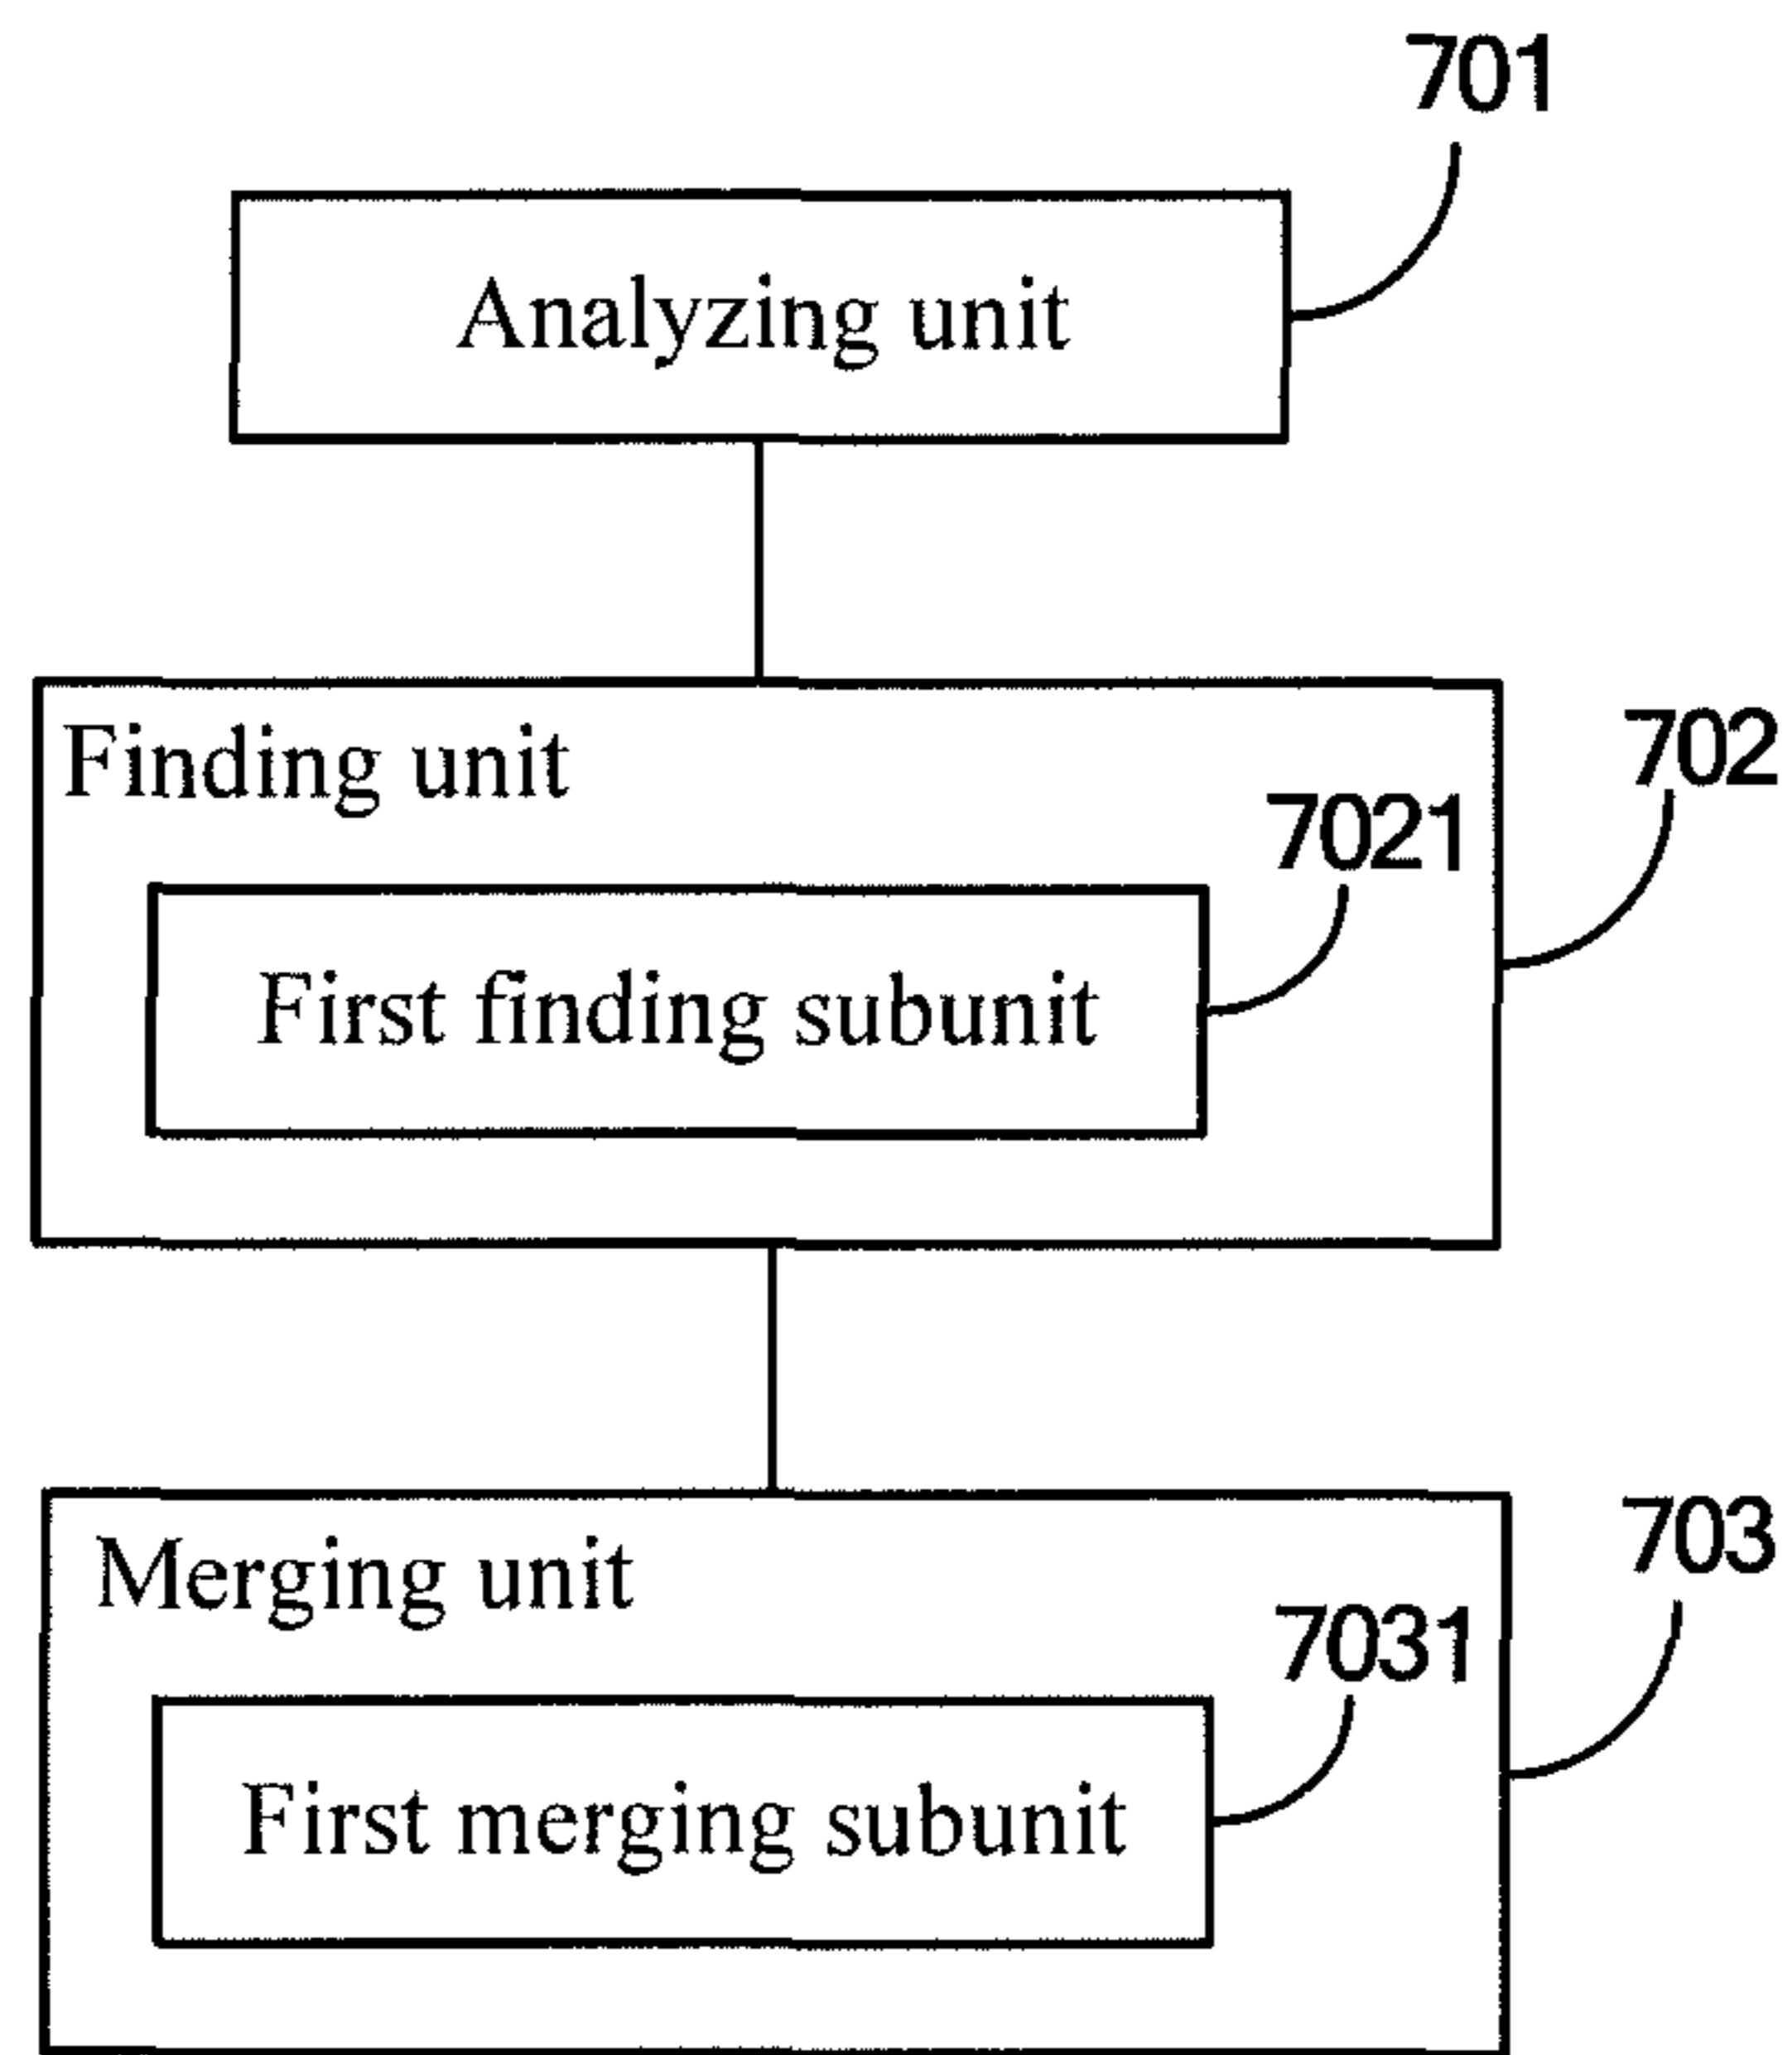 701
Analyzing unit
Finding unit
702
7021
First finding subunit
Merging unit
703
7031
First merging subunit